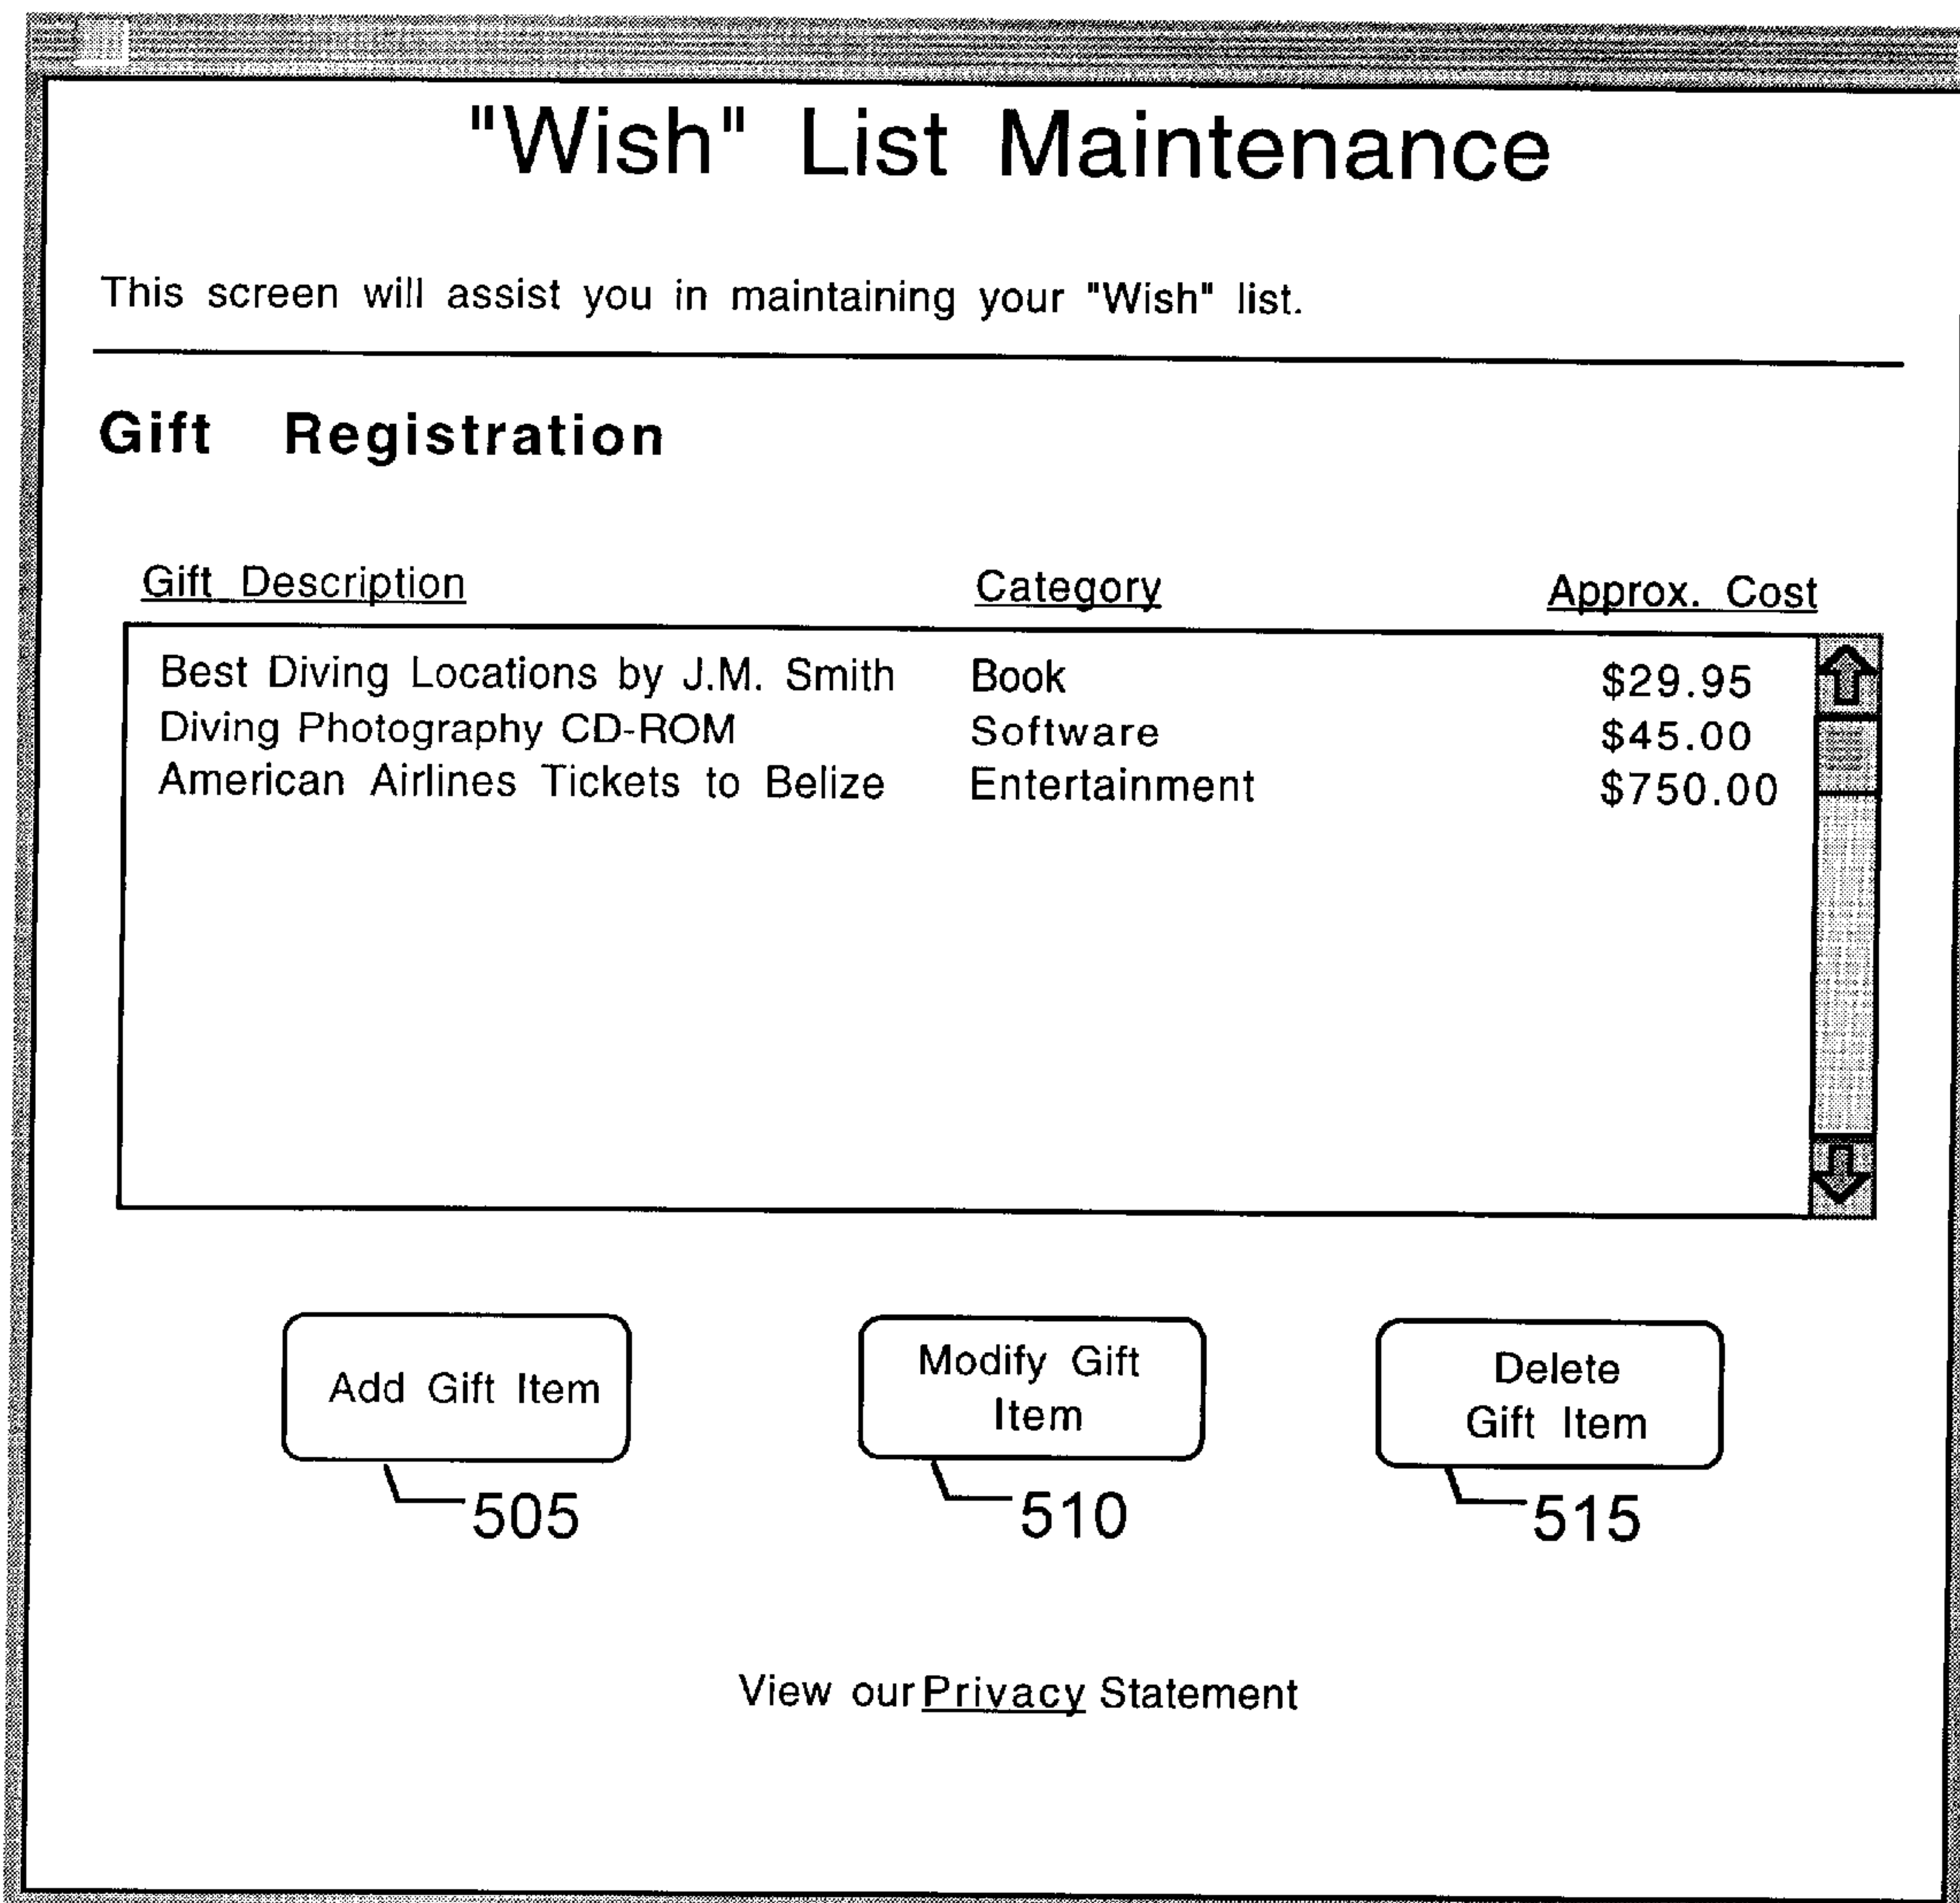 "Wish" List Maintenance
This screen will assist you in maintaining your "Wish" list.
Gift Registration
Gift Description Category Approx. Cost
Best Diving Locations by J.M. Smith Book $29.95
Diving Photography CD-ROM Software $45.00
American Airlines Tickets to Belize Entertainment $750.00
Add Gift Item
Modify Gift
Item
Delete
Gift Item
505 510 515
View our Privacy Statement